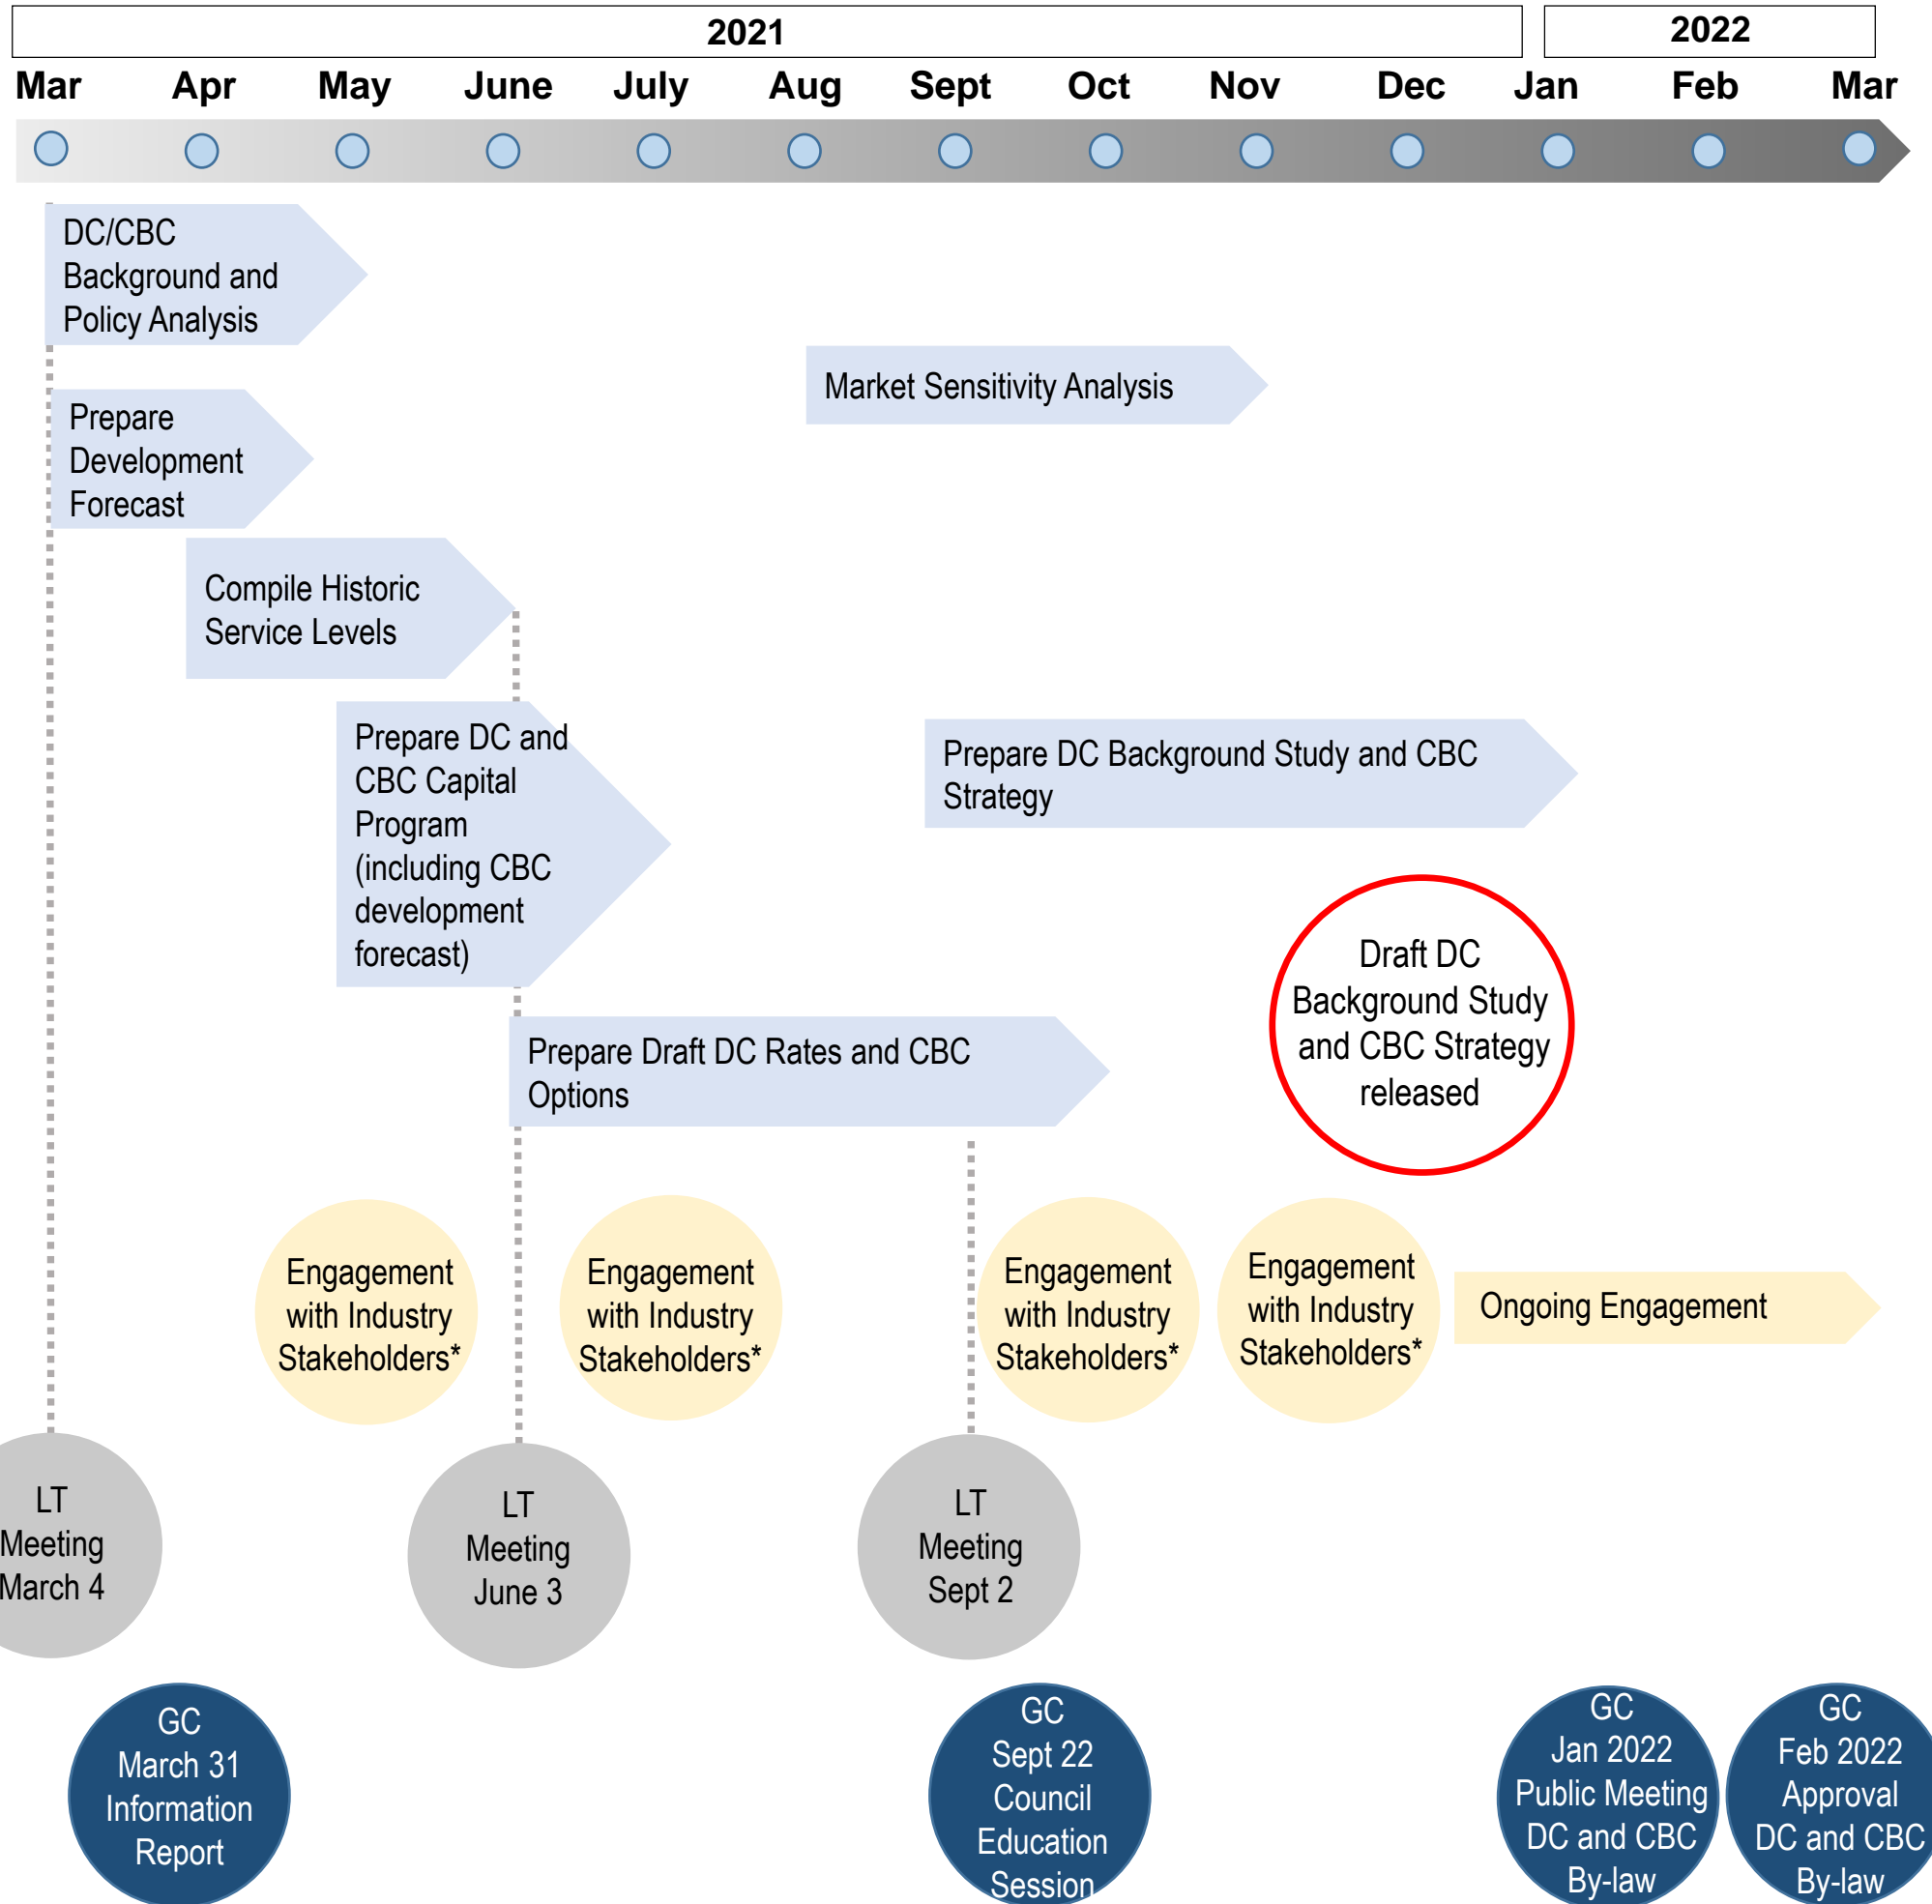 2021
2022
Mar Apr May June July Aug Sept Oct Nov Dec Jan Feb Mar
DC/CBC
Background and
Policy Analysis
Market Sensitivity Analysis
Prepare
Development
Forecast
Compile Historic
Service Levels
Prepare DC and
CBC Capital
Program
(including CBC
development
forecast)
Prepare DC Background Study and CBC
Strategy
Draft DC
Background Study
and CBC Strategy
released
Prepare Draft DC Rates and CBC
Options
Engagement
with Industry
Stakeholders*
Engagement
with Industry
Stakeholders*
Engagement
with Industry
Stakeholders*
Engagement
with Industry
Stakeholders*
Ongoing Engagement
LT
Meeting
March 4
LT
Meeting
June 3
LT
Meeting
Sept 2
GC
March 31
Information
Report
GC
Sept 22
Council
Education
Session
GC
Jan 2022
Public Meeting
DC and CBC
By-law
GC
Feb 2022
Approval
DC and CBC
By-law